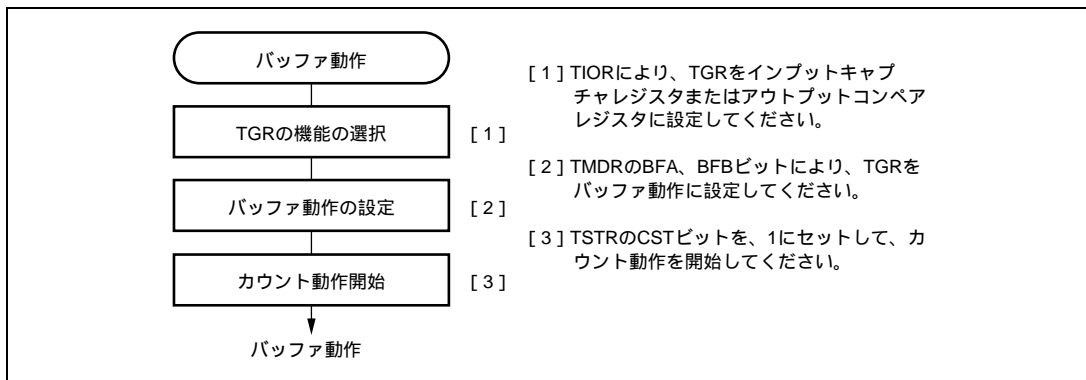 バッファ動作
TGRの機能の選択
[ 1 ]
バッファ動作の設定
[ 2 ]
カウント動作開始
[ 3 ]
バッファ動作
[ 1 ] TIORにより、TGRをインプットキャプ
チャレジスタまたはアウトプットコンペア
レジスタに設定してください。
[ 2 ] TMDRのBFA、BFBビットにより、TGRを
バッファ動作に設定してください。
[ 3 ] TSTRのCSTビットを、1にセットして、カ
ウント動作を開始してください。